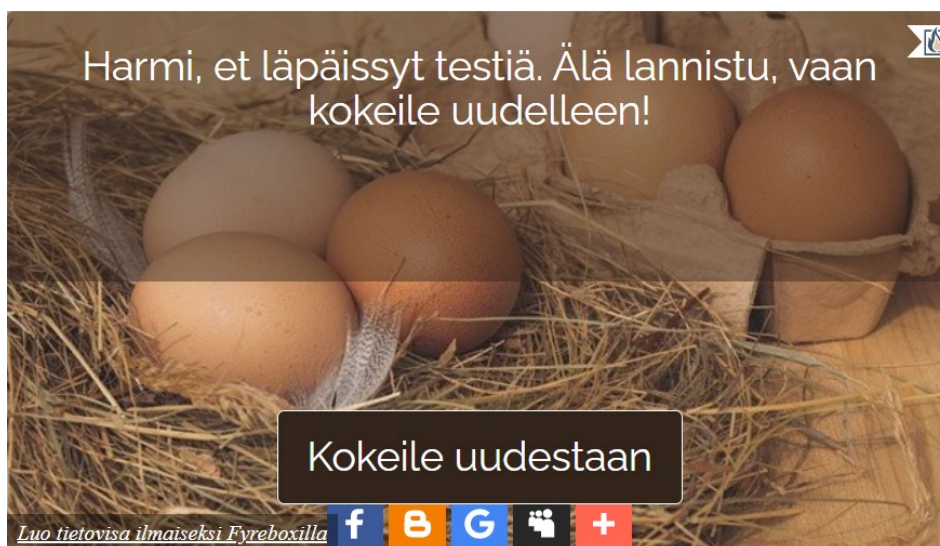 Harmi, et läpäissyt testiä. Älä lannistu, vaan
kokeile uudelleen!
Kokeile uudestaan
Luo tietovisa ilmaiseksi Fyreboxilla